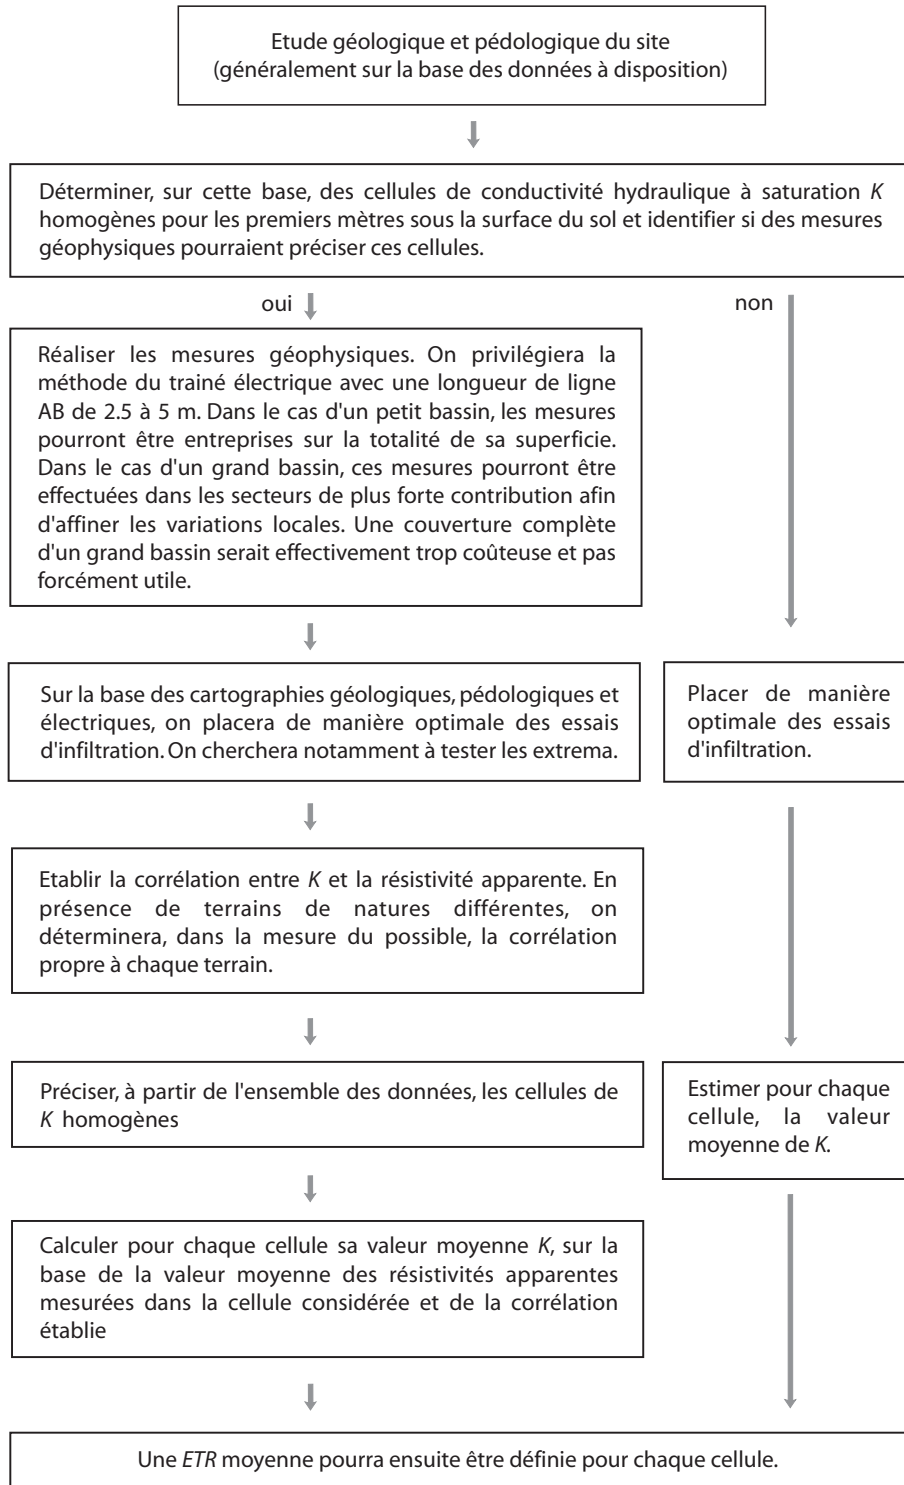 Etude géologique et pédologique du site
(généralement sur la base des données à disposition)
Déterminer, sur cette base, des cellules de conductivité hydraulique à saturation K
homogènes pour les premiers mètres sous la surface du sol et identifier si des mesures
géophysiques pourraient préciser ces cellules.
oui
non
Réaliser les mesures géophysiques. On privilégiera la
méthode du trainé électrique avec une longueur de ligne
AB de 2.5 à 5 m. Dans le cas d'un petit bassin, les mesures
pourront être entreprises sur la totalité de sa superficie.
Dans le cas d'un grand bassin, ces mesures pourront être
effectuées dans les secteurs de plus forte contribution afin
d'affiner les variations locales. Une couverture complète
d'un grand bassin serait effectivement trop coûteuse et pas
forcément utile.
Sur la base des cartographies géologiques, pédologiques et
électriques, on placera de manière optimale des essais
d'infiltration. On cherchera notamment à tester les extrema.
Placer de manière
optimale des essais
d'infiltration.
Etablir la corrélation entre K et la résistivité apparente. En
présence de terrains de natures différentes, on
déterminera, dans la mesure du possible, la corrélation
propre à chaque terrain.
Préciser, à partir de l'ensemble des données, les cellules de
K homogènes
Estimer pour chaque
cellule, la valeur
moyenne de K.
Calculer pour chaque cellule sa valeur moyenne K, sur la
base de la valeur moyenne des résistivités apparentes
mesurées dans la cellule considérée et de la corrélation
établie
Une ETR moyenne pourra ensuite être définie pour chaque cellule.